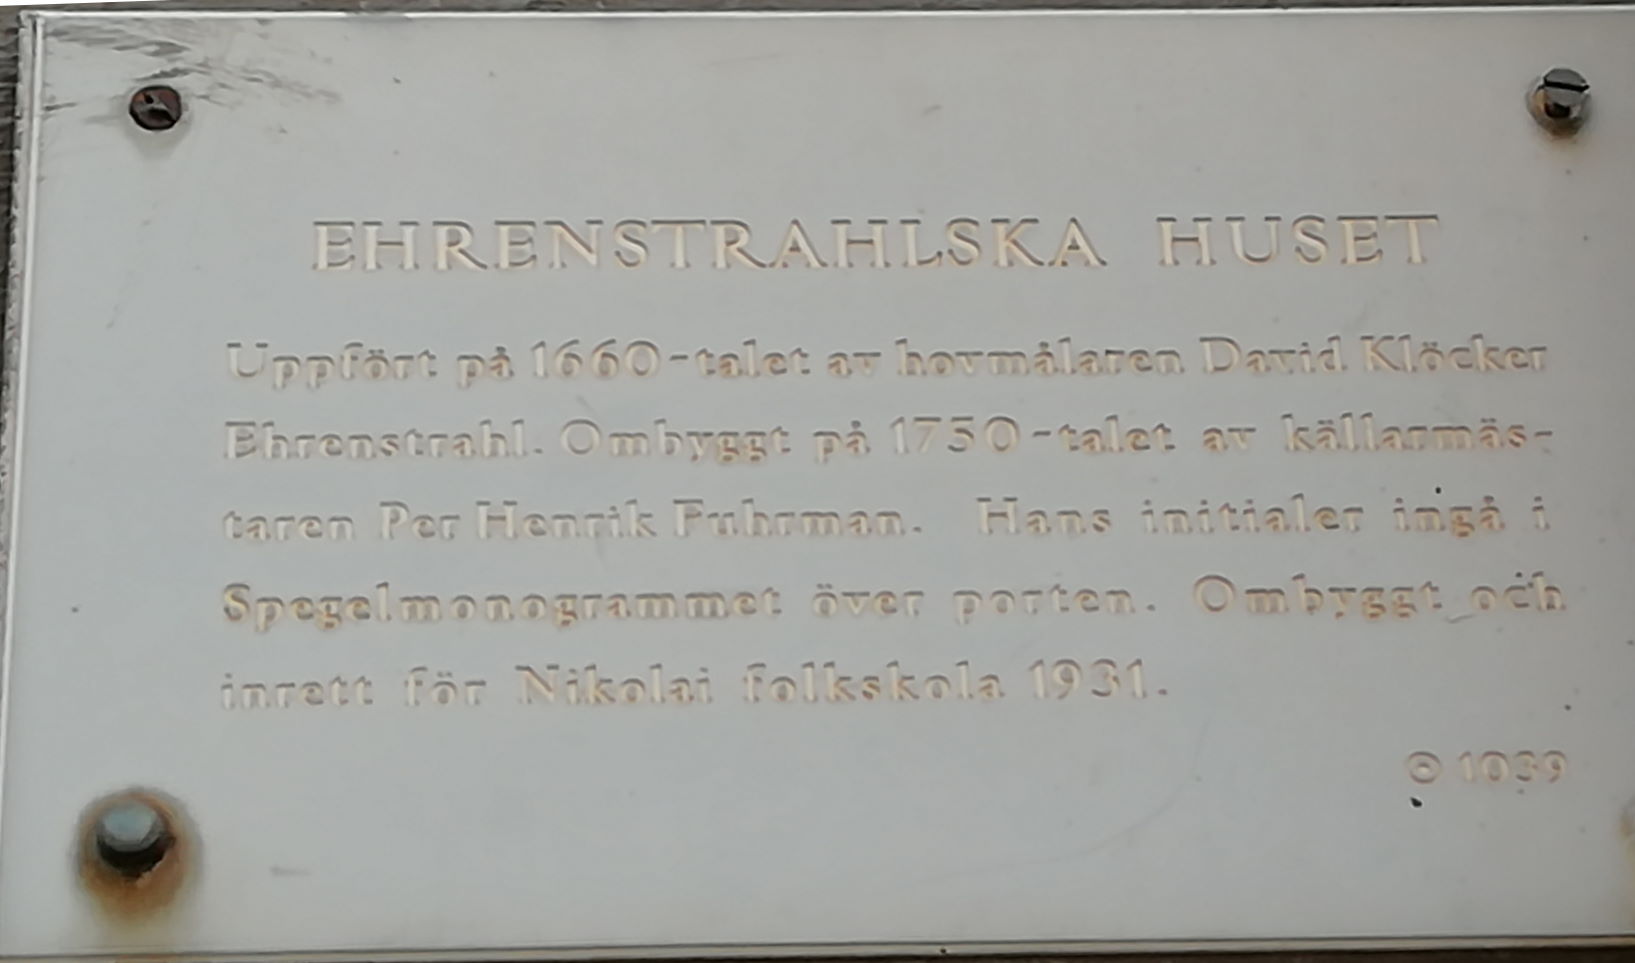 EHRENSTRAHLSKA HUSET
Uppfört på 1660-talet av hovmålaren David Klöcker
Ehrenstrahl. Ombyggt på 1750-talet av källarmäs-
taren Per Henrik Fuhrman. Hans initialer ingå i
Spegelmonogrammet över porten. Ombyggt och
inrett för Nikolai folkskola 1931.
⊙ 1039